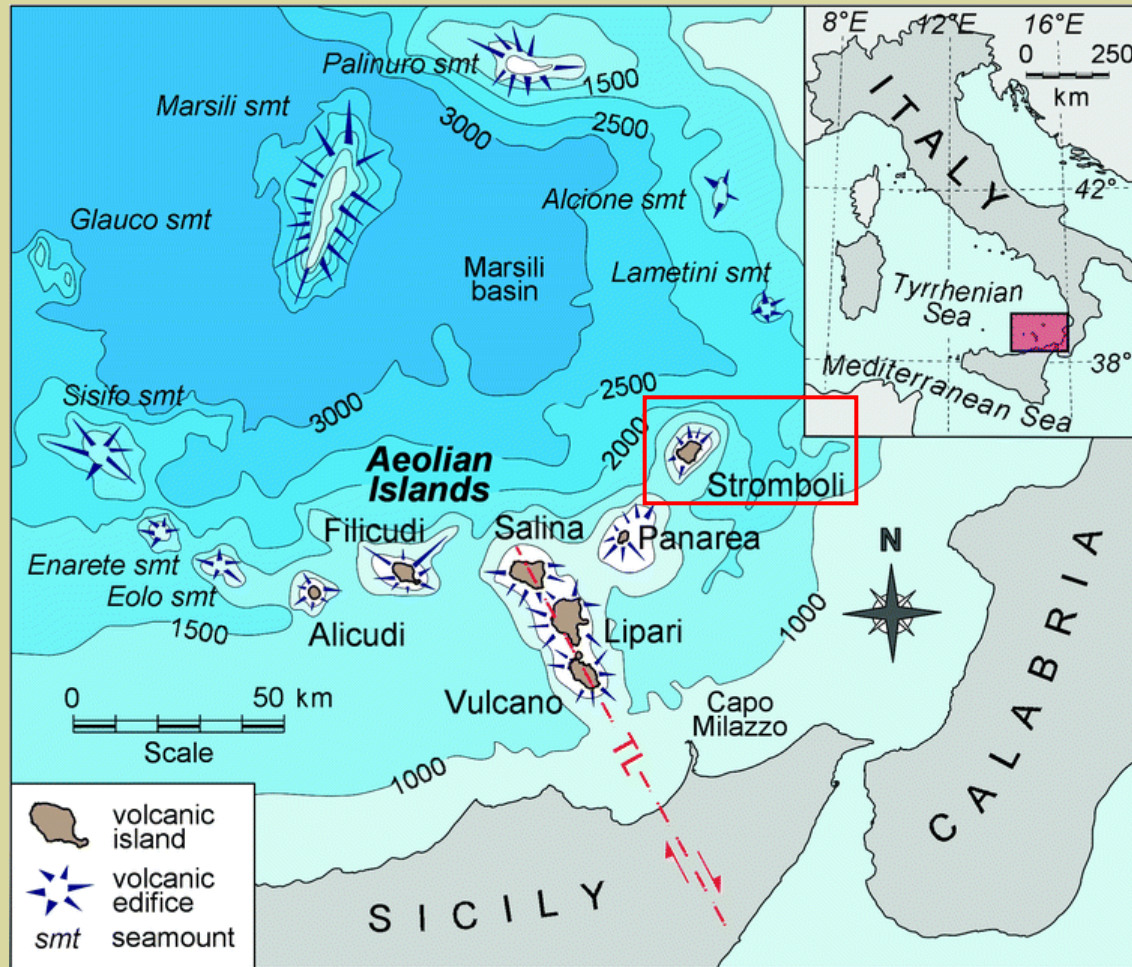 Palinuro smt
1500
Marsili smt
3000
2500
Alcione smt
Glauco smt
Marsili
basin
Lametini smt
Sisifo smt
3000
2500
2000
Aeolian
Islands
Stromboli
Filicudi
Salina
Panarea
N
Enarete smt
Eolo smt
1500
Alicudi
Lipari
1000
Vulcano
Capo
Milazzo
TL
1000
0 50 km
Scale
CALABRIA
SICILY
volcanic
island
volcanic
edifice
smt seamount
8°E 12°E 16°E
0 250
km
ITALY
42°
Tyrrhenian
Sea
38°
Mediterranean Sea